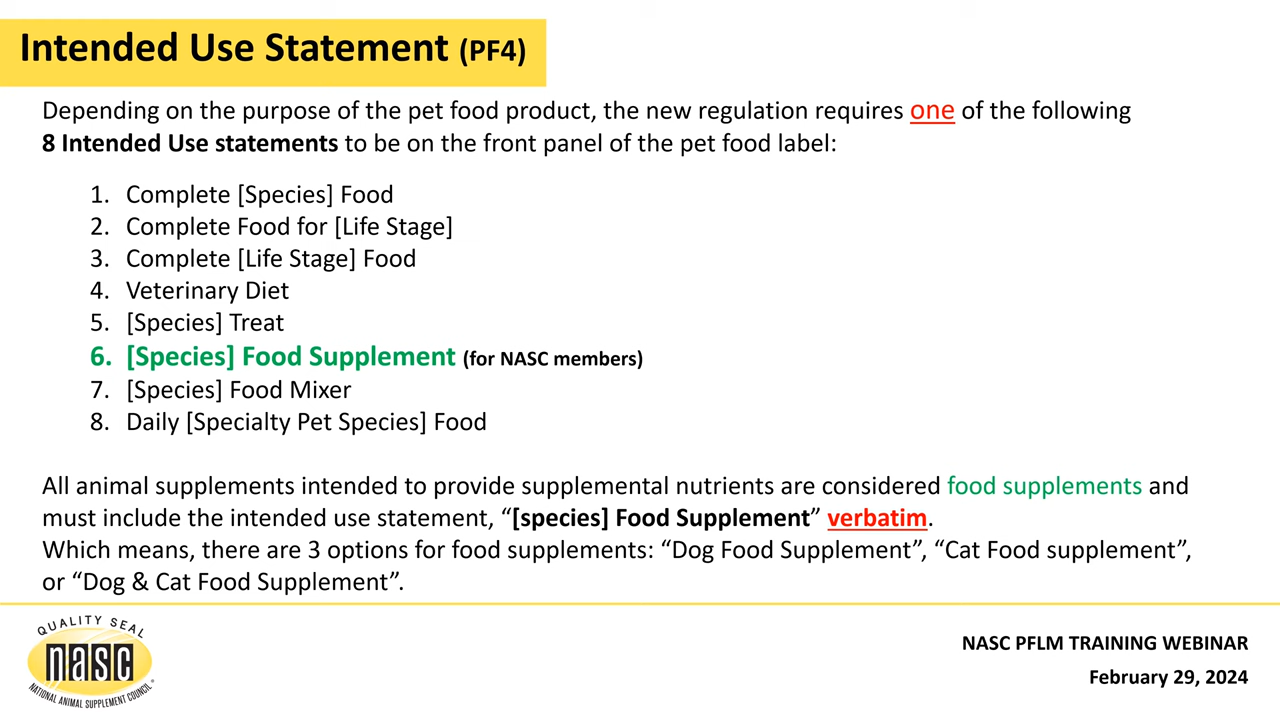 Intended Use Statement (PF4)
Depending on the purpose of the pet food product, the new regulation requires one of the following
8 Intended Use statements to be on the front panel of the pet food label:
1. Complete [Species] Food
2. Complete Food for [Life Stage]
3. Complete [Life Stage] Food
4. Veterinary Diet
5. [Species] Treat
6. [Species] Food Supplement (for NASC members)
7. [Species] Food Mixer
8. Daily [Specialty Pet Species] Food
All animal supplements intended to provide supplemental nutrients are considered food supplements and
must include the intended use statement, “[species] Food Supplement” verbatim.
Which means, there are 3 options for food supplements: “Dog Food Supplement”, “Cat Food supplement”,
or “Dog & Cat Food Supplement”.
QUALITY SEAL
nasc
NATIONAL ANIMAL SUPPLEMENT COUNCIL®
NASC PFLM TRAINING WEBINAR
February 29, 2024